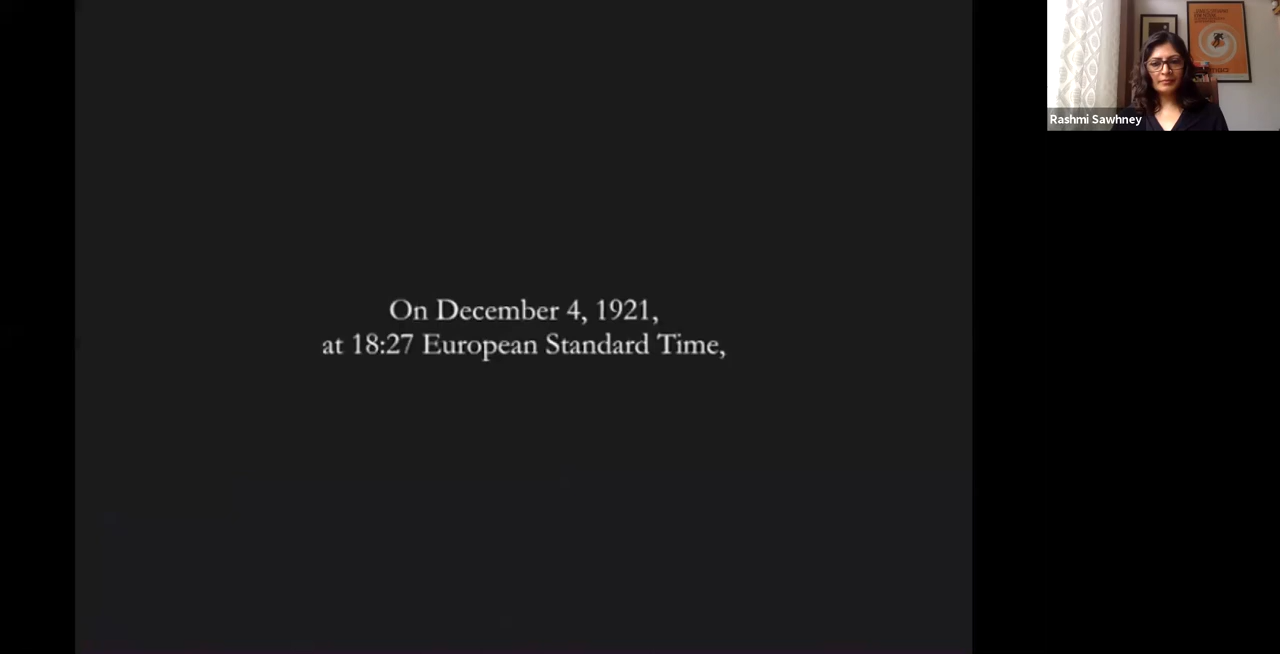 On December 4, 1921,
at 18:27 European Standard Time,
Rashmi Sawhney